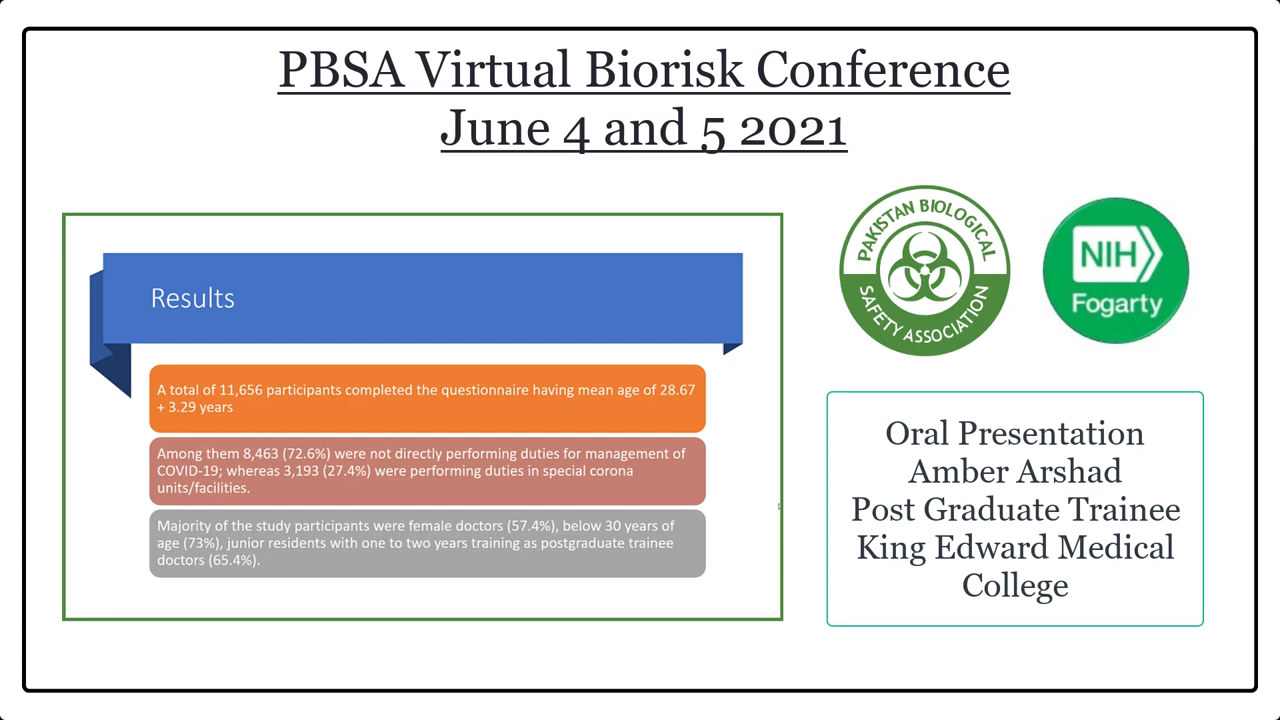 PBSA Virtual Biorisk Conference
June 4 and 5 2021
Results
A total of 11,656 participants completed the questionnaire having mean age of 28.67
+ 3.29 years
Among them 8,463 (72.6%) were not directly performing duties for management of
COVID-19; whereas 3,193 (27.4%) were performing duties in special corona
units/facilities.
Majority of the study participants were female doctors (57.4%), below 30 years of
age (73%), junior residents with one to two years training as postgraduate trainee
doctors (65.4%).
PAKISTAN BIOLOGICAL
SAFETY ASSOCIATION
NIH
Fogarty
Oral Presentation
Amber Arshad
Post Graduate Trainee
King Edward Medical
College